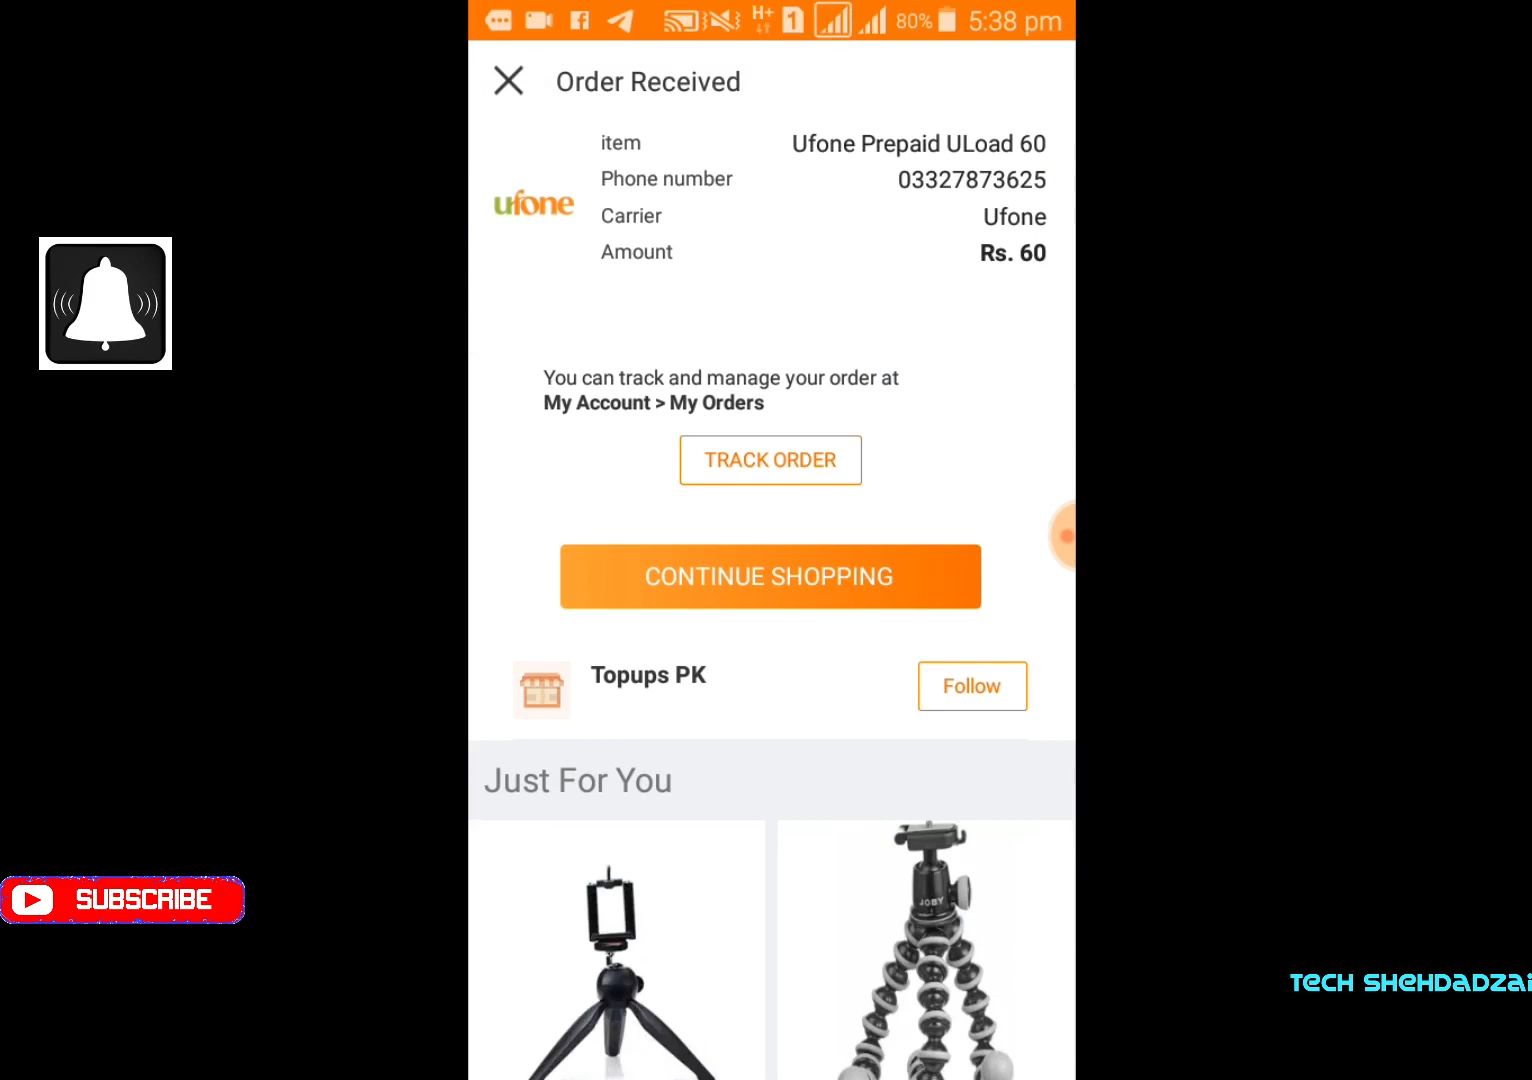 H+ 1 80% 5:38 pm
Order Received
item Ufone Prepaid ULoad 60
Phone number 03327873625
ufone
Carrier Ufone
Amount Rs. 60
You can track and manage your order at
My Account > My Orders
TRACK ORDER
CONTINUE SHOPPING
Topups PK Follow
Just For You
JOBY
SUBSCRIBE
TECH SHEHDADZAI